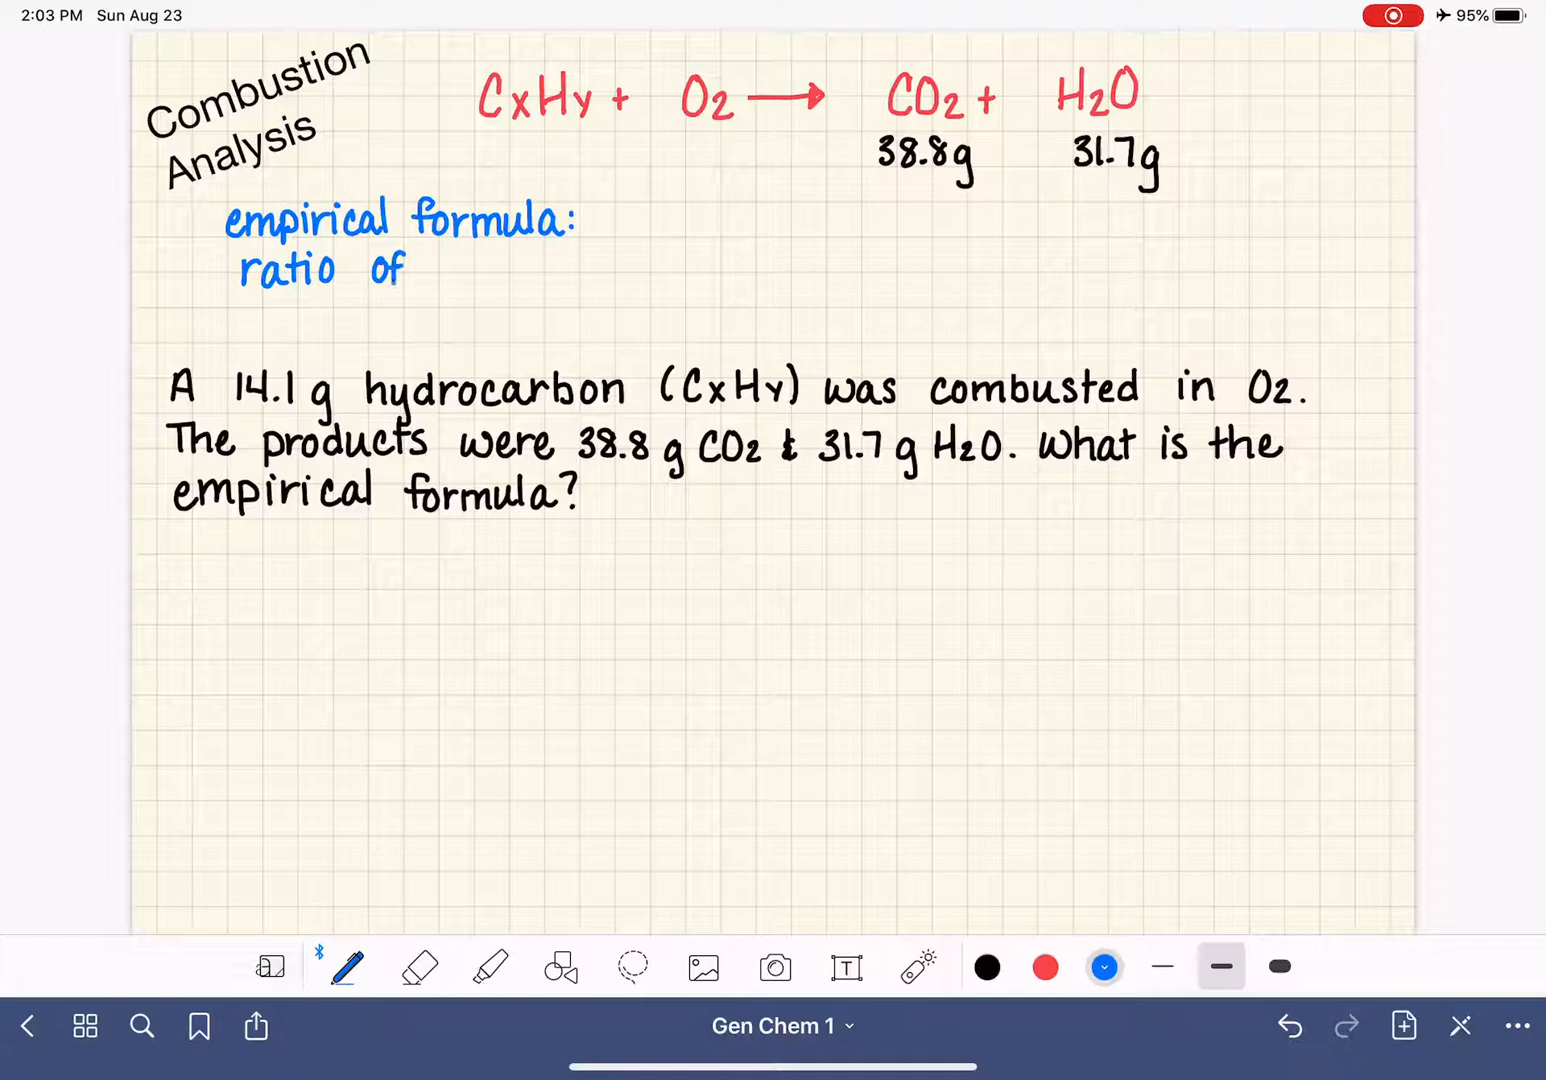 2:03 PM Sun Aug 23
95%
Combustion
Analysis
CxHy + O2 → CO2 + H2O
38.8g 31.7g
empirical formula:
ratio of
A 14.1 g hydrocarbon (CxHy) was combusted in O2.
The products were 38.8 g CO2 & 31.7 g H2O. What is the
empirical formula?
T
Gen Chem 1